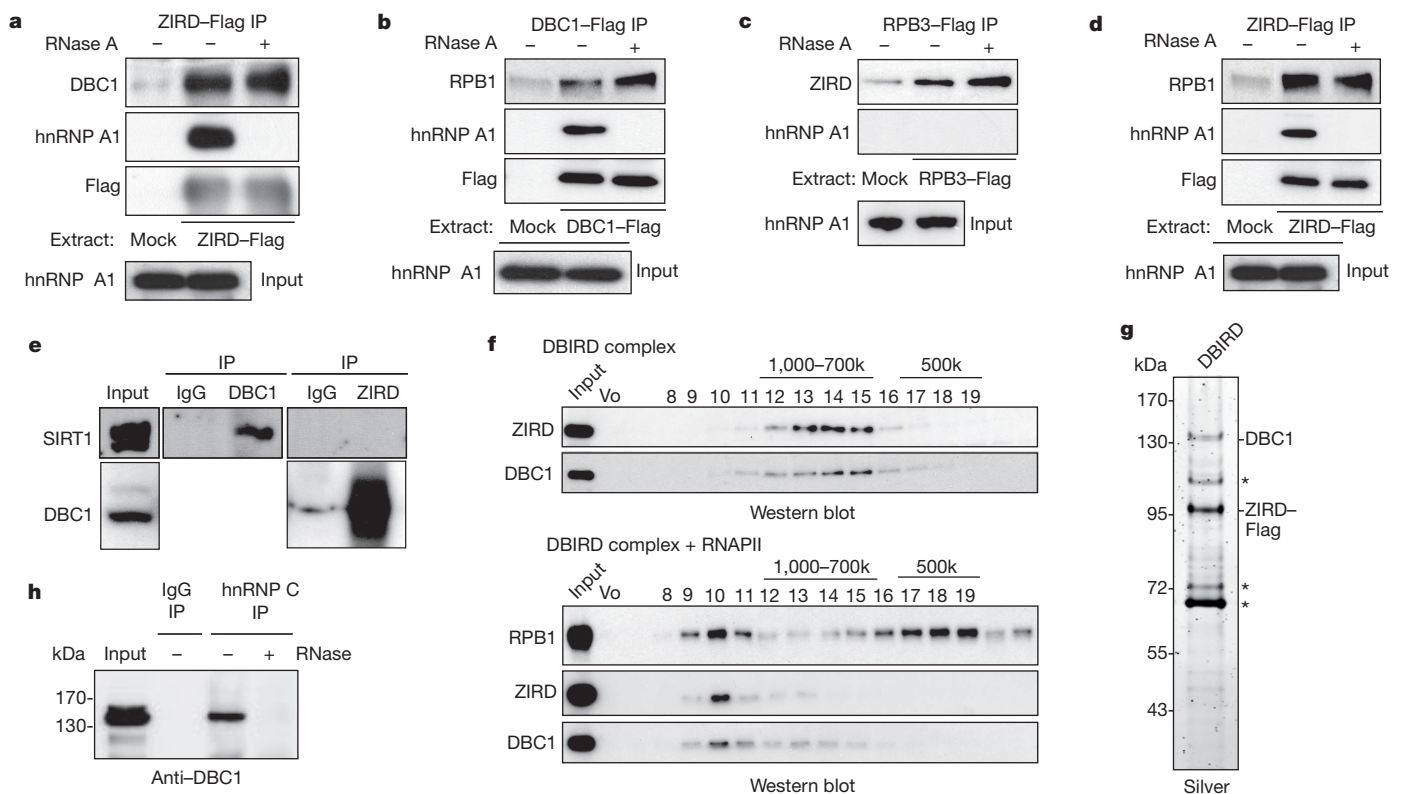 a
ZIRD–Flag IP
RNase A – – +
DBC1
hnRNP A1
Flag
Extract: Mock ZIRD–Flag
hnRNP A1 Input
b
DBC1–Flag IP
RNase A – – +
RPB1
hnRNP A1
Flag
Extract: Mock DBC1–Flag
hnRNP A1 Input
c
RPB3–Flag IP
RNase A – – +
ZIRD
hnRNP A1
Extract: Mock RPB3–Flag
hnRNP A1 Input
d
ZIRD–Flag IP
RNase A – – +
RPB1
hnRNP A1
Flag
Extract: Mock ZIRD–Flag
hnRNP A1 Input
e
IP IP
Input IgG DBC1 IgG ZIRD
SIRT1
DBC1
f
DBIRD complex
1,000–700k 500k
Input Vo 8 9 10 11 12 13 14 15 16 17 18 19
ZIRD
DBC1
Western blot
DBIRD complex + RNAPII
1,000–700k 500k
Input Vo 8 9 10 11 12 13 14 15 16 17 18 19
RPB1
ZIRD
DBC1
Western blot
g
DBIRD
kDa
170-
130- -DBC1
*
95- -ZIRD–
Flag
72- *
*
55-
43-
Silver
h
IgG hnRNP C
IP IP
kDa Input – – + RNase
170-
130-
Anti–DBC1